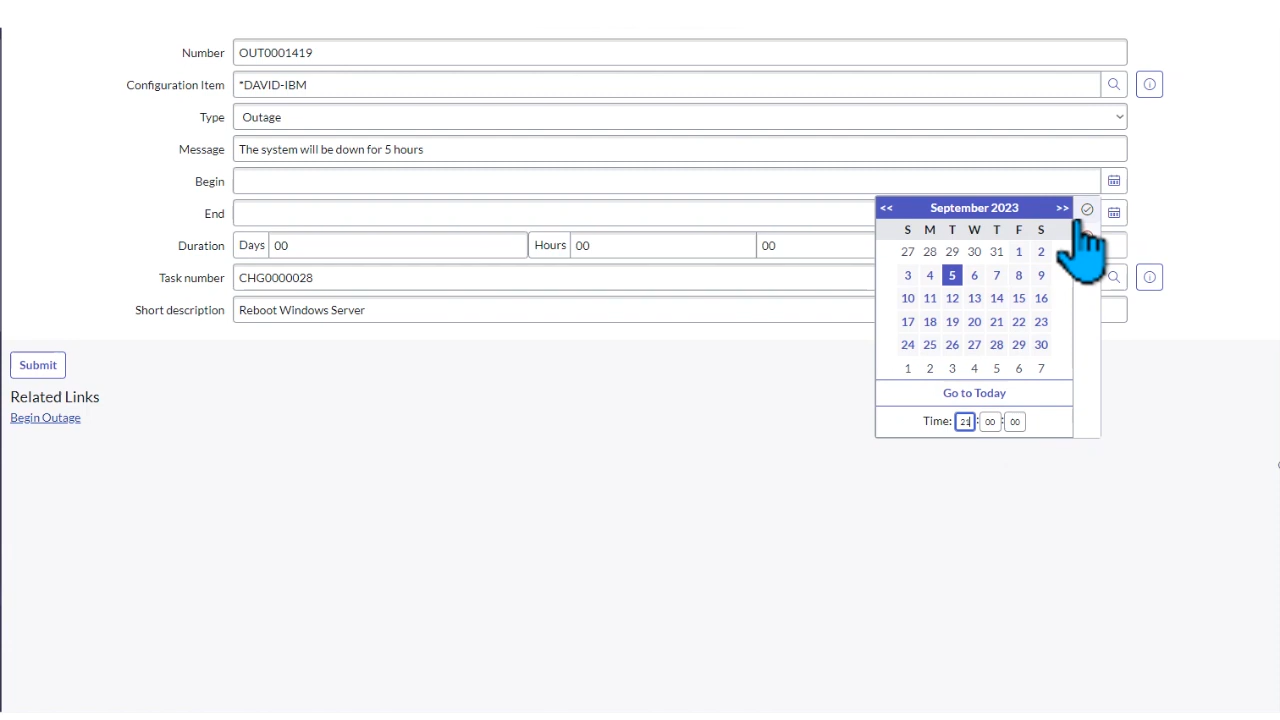 Number OUT0001419
Configuration Item *DAVID-IBM
Type Outage
Message The system will be down for 5 hours
Begin
End
Duration Days 00 Hours 00 00
Task number CHG0000028
Short description Reboot Windows Server
<< September 2023 >>
S M T W T F S
27 28 29 30 31 1 2
3 4 5 6 7 8 9
10 11 12 13 14 15 16
17 18 19 20 21 22 23
24 25 26 27 28 29 30
1 2 3 4 5 6 7
Go to Today
Time: 21 : 00 : 00
Submit
Related Links
Begin Outage